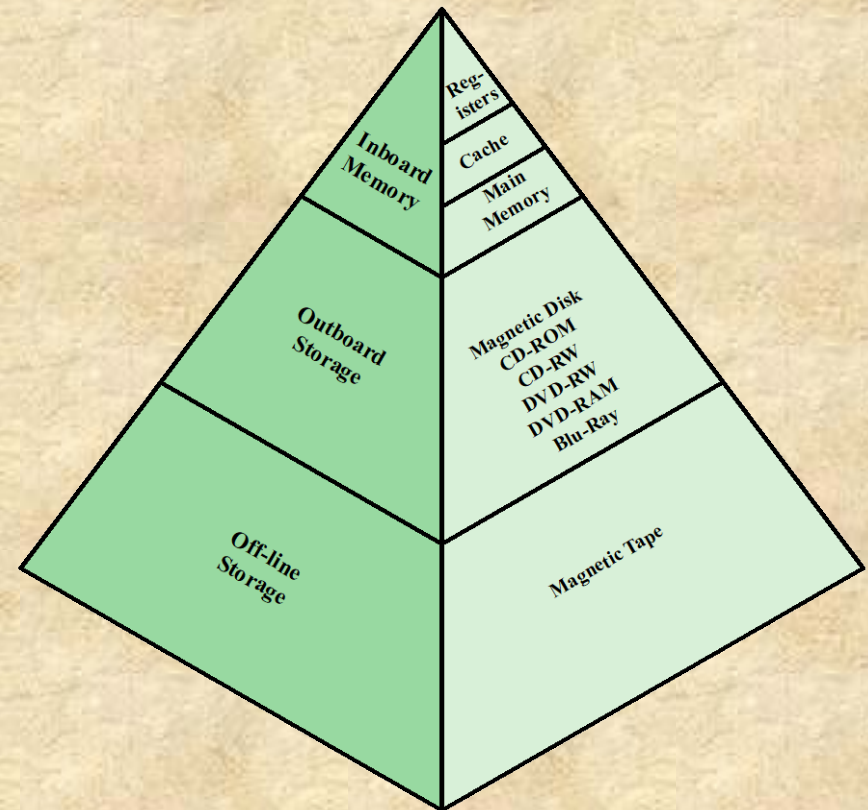 Reg-
isters
Cache
Main
Memory
Inboard
Memory
Magnetic Disk
CD-ROM
CD-RW
DVD-RW
DVD-RAM
Blu-Ray
Outboard
Storage
Magnetic Tape
Off-line
Storage